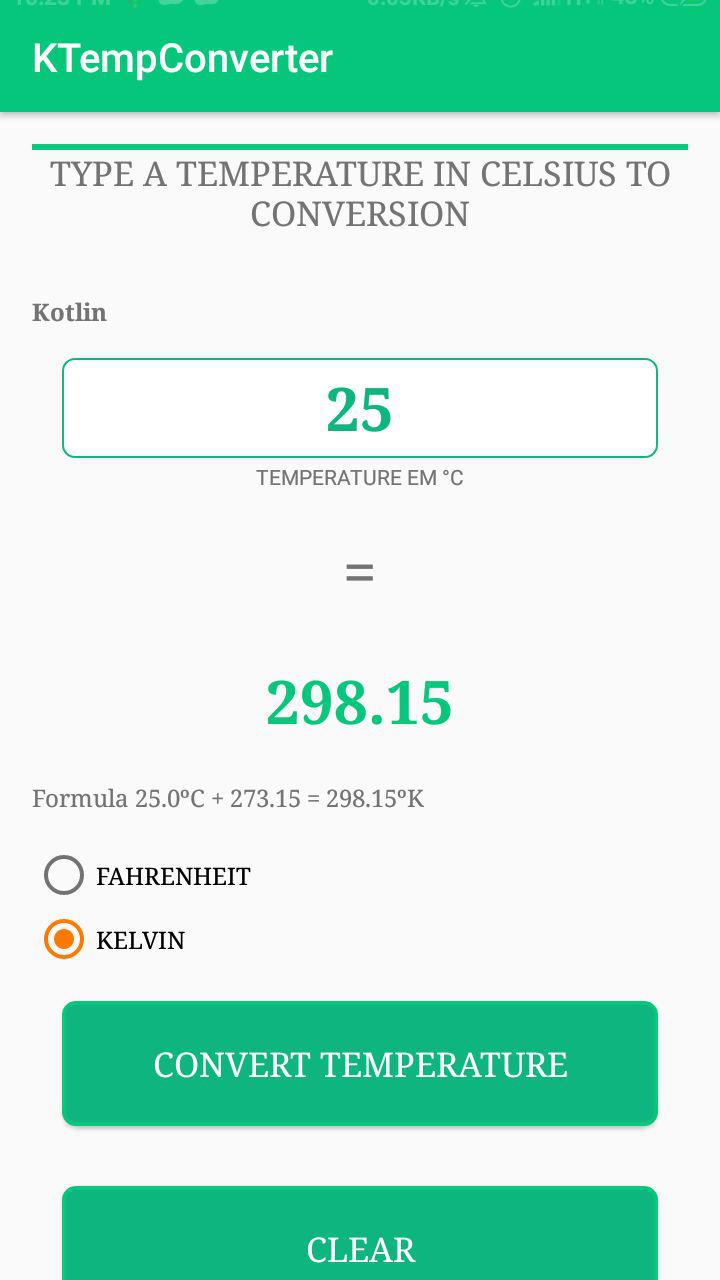 KTempConverter
TYPE A TEMPERATURE IN CELSIUS TO
CONVERSION
Kotlin
25
TEMPERATURE EM °C
=
298.15
Formula 25.0ºC + 273.15 = 298.15ºK
FAHRENHEIT
KELVIN
CONVERT TEMPERATURE
CLEAR